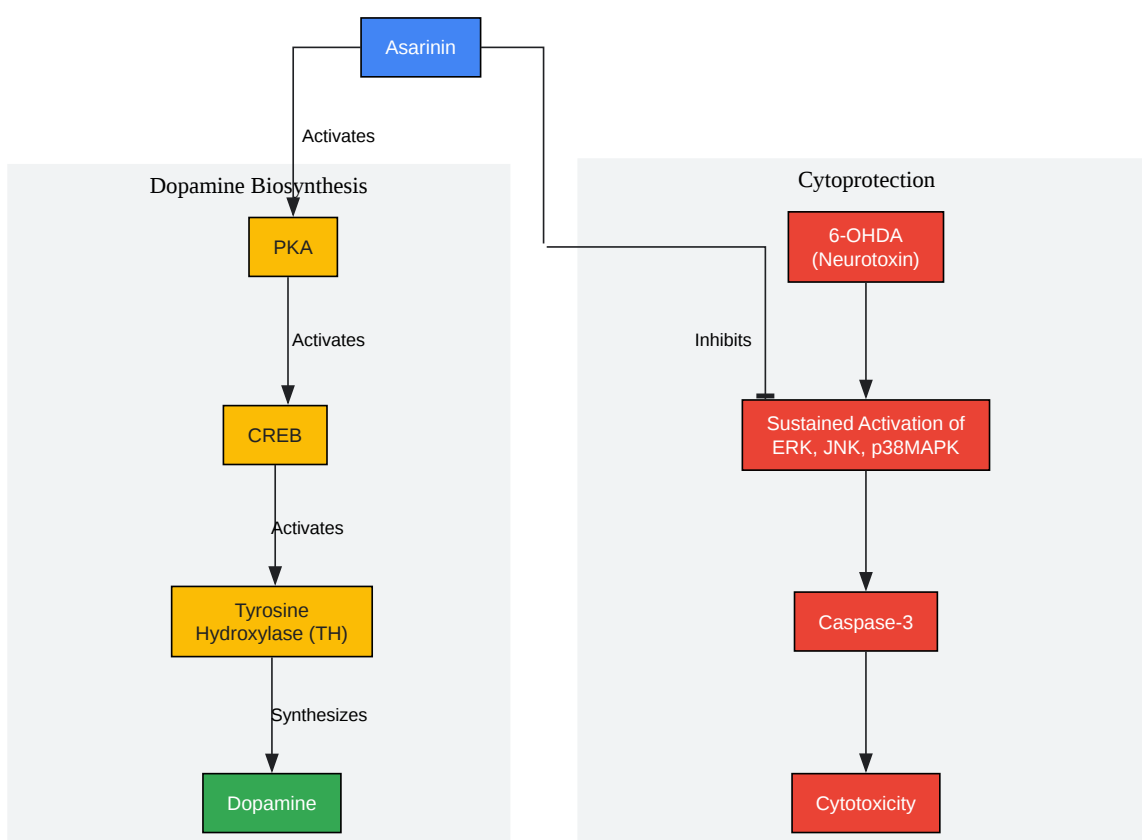 Asarinin
Activates
Dopamine Biosynthesis
PKA
Activates
CREB
Activates
Tyrosine
Hydroxylase (TH)
Synthesizes
Dopamine
Cytoprotection
6-OHDA
(Neurotoxin)
Inhibits
Sustained Activation of
ERK, JNK, p38MAPK
Caspase-3
Cytotoxicity